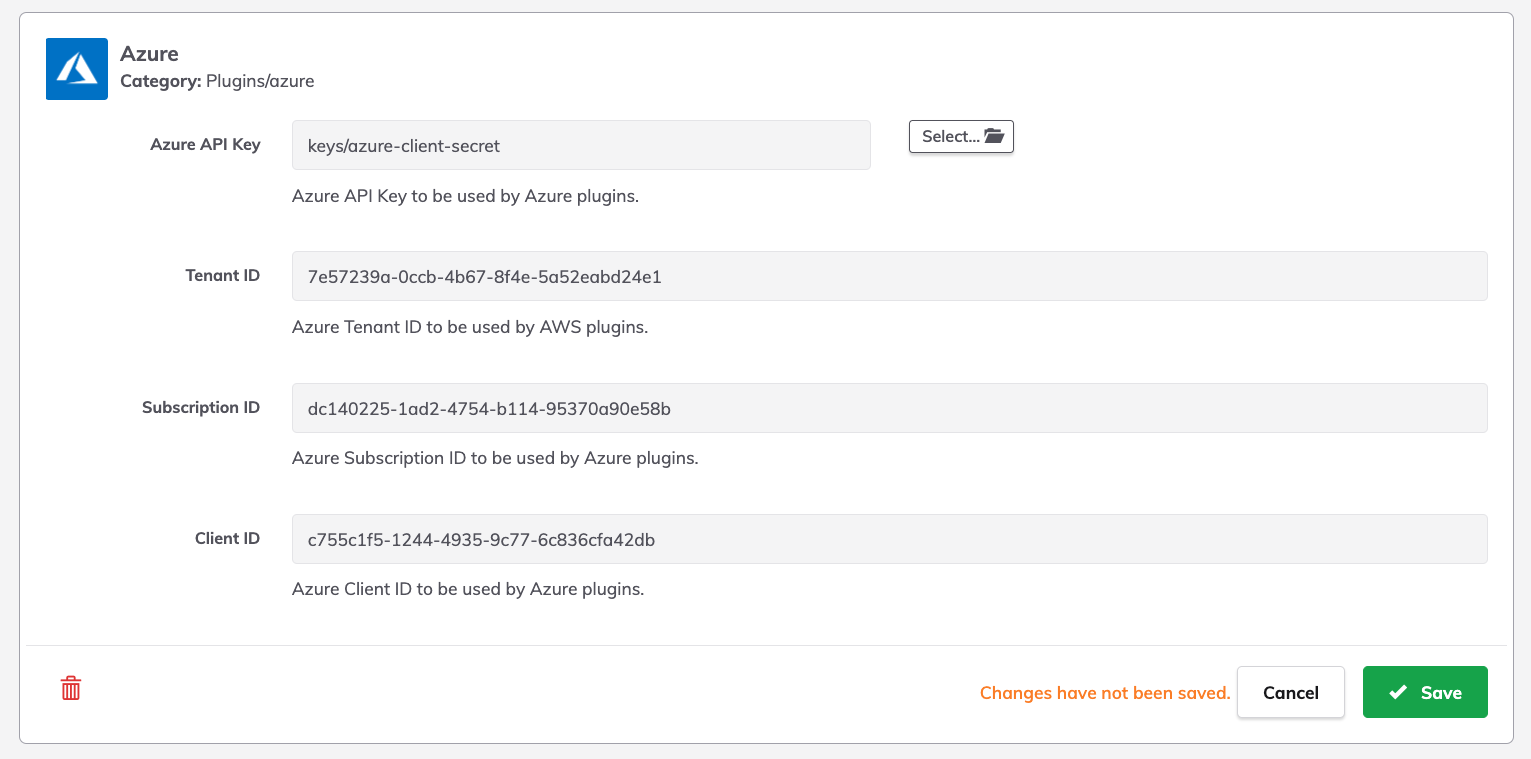 Azure
Category: Plugins/azure
Azure API Key
keys/azure-client-secret
Select...
Azure API Key to be used by Azure plugins.
Tenant ID
7e57239a-0ccb-4b67-8f4e-5a52eabd24e1
Azure Tenant ID to be used by AWS plugins.
Subscription ID
dc140225-1ad2-4754-b114-95370a90e58b
Azure Subscription ID to be used by Azure plugins.
Client ID
c755c1f5-1244-4935-9c77-6c836cfa42db
Azure Client ID to be used by Azure plugins.
Changes have not been saved.
Cancel
Save